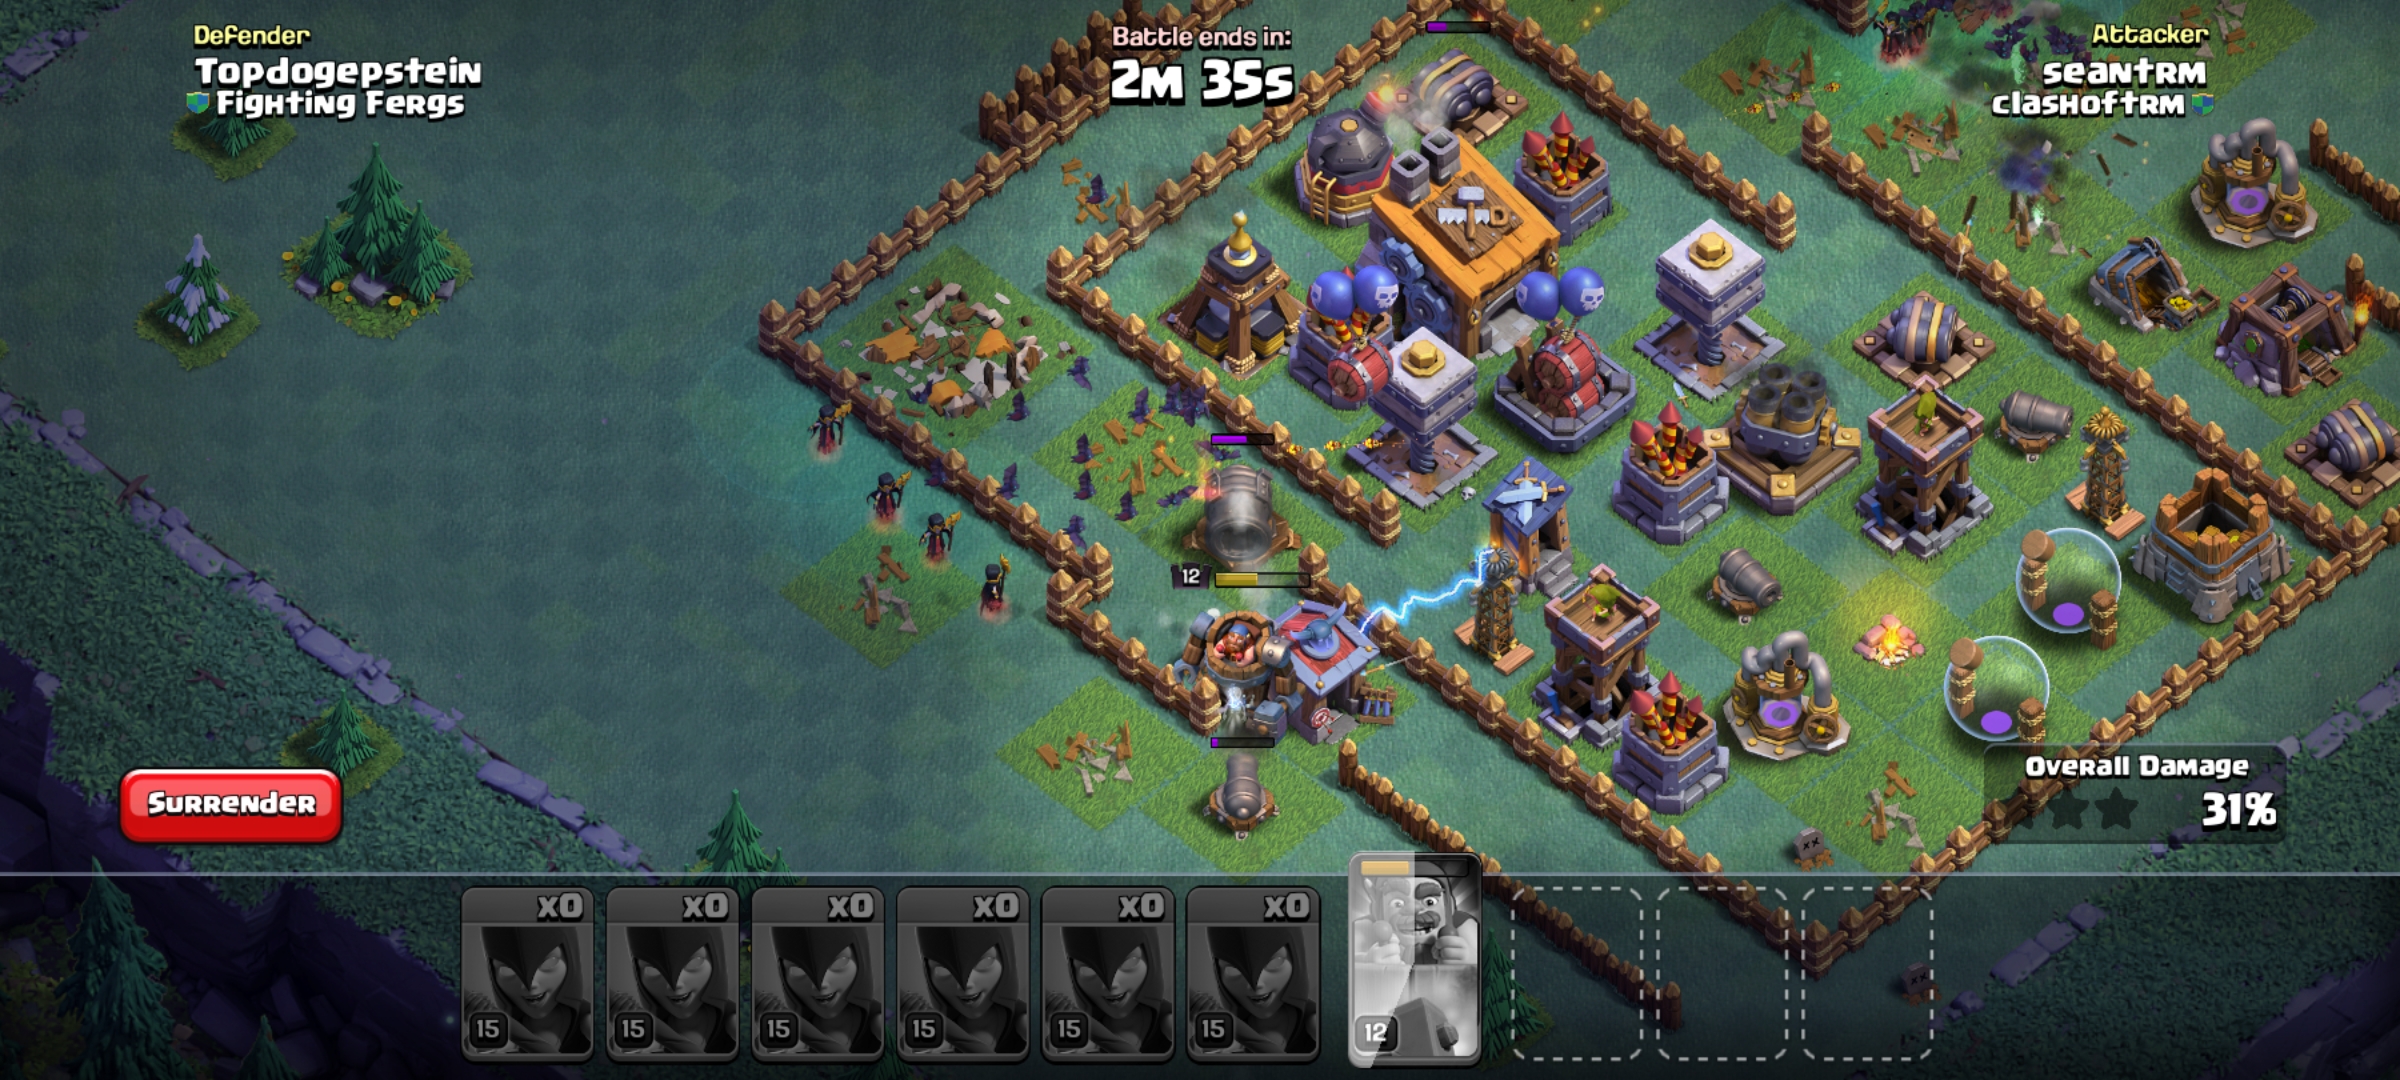 Defender
Topdogepstein
Fighting Fergs
Battle ends in:
2M 35s
Attacker
seantRM
clashoftRM
12
Surrender
Overall Damage
31%
x0
x0
x0
x0
x0
x0
15
15
15
15
15
15
12